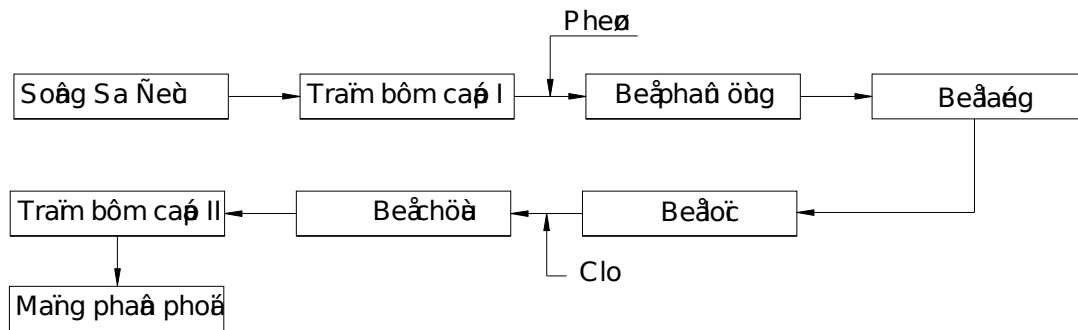 Pheøn
Soâng Sa Ñeùc
Traïm bôm caáp I
Beå phaûn öùng
Beå laéng
Traïm bôm caáp II
Beå chöùa
Beå loïc
Clo
Maïng phaân phoái